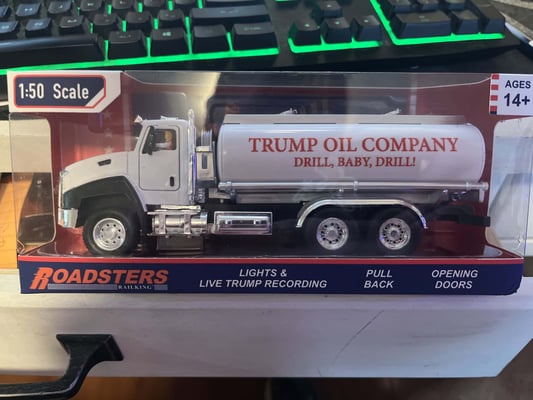 1:50 Scale
AGES
14+
TRUMP OIL COMPANY
DRILL, BABY, DRILL!
ROADSTERS
RAILKING
LIGHTS &
LIVE TRUMP RECORDING
PULL
BACK
OPENING
DOORS